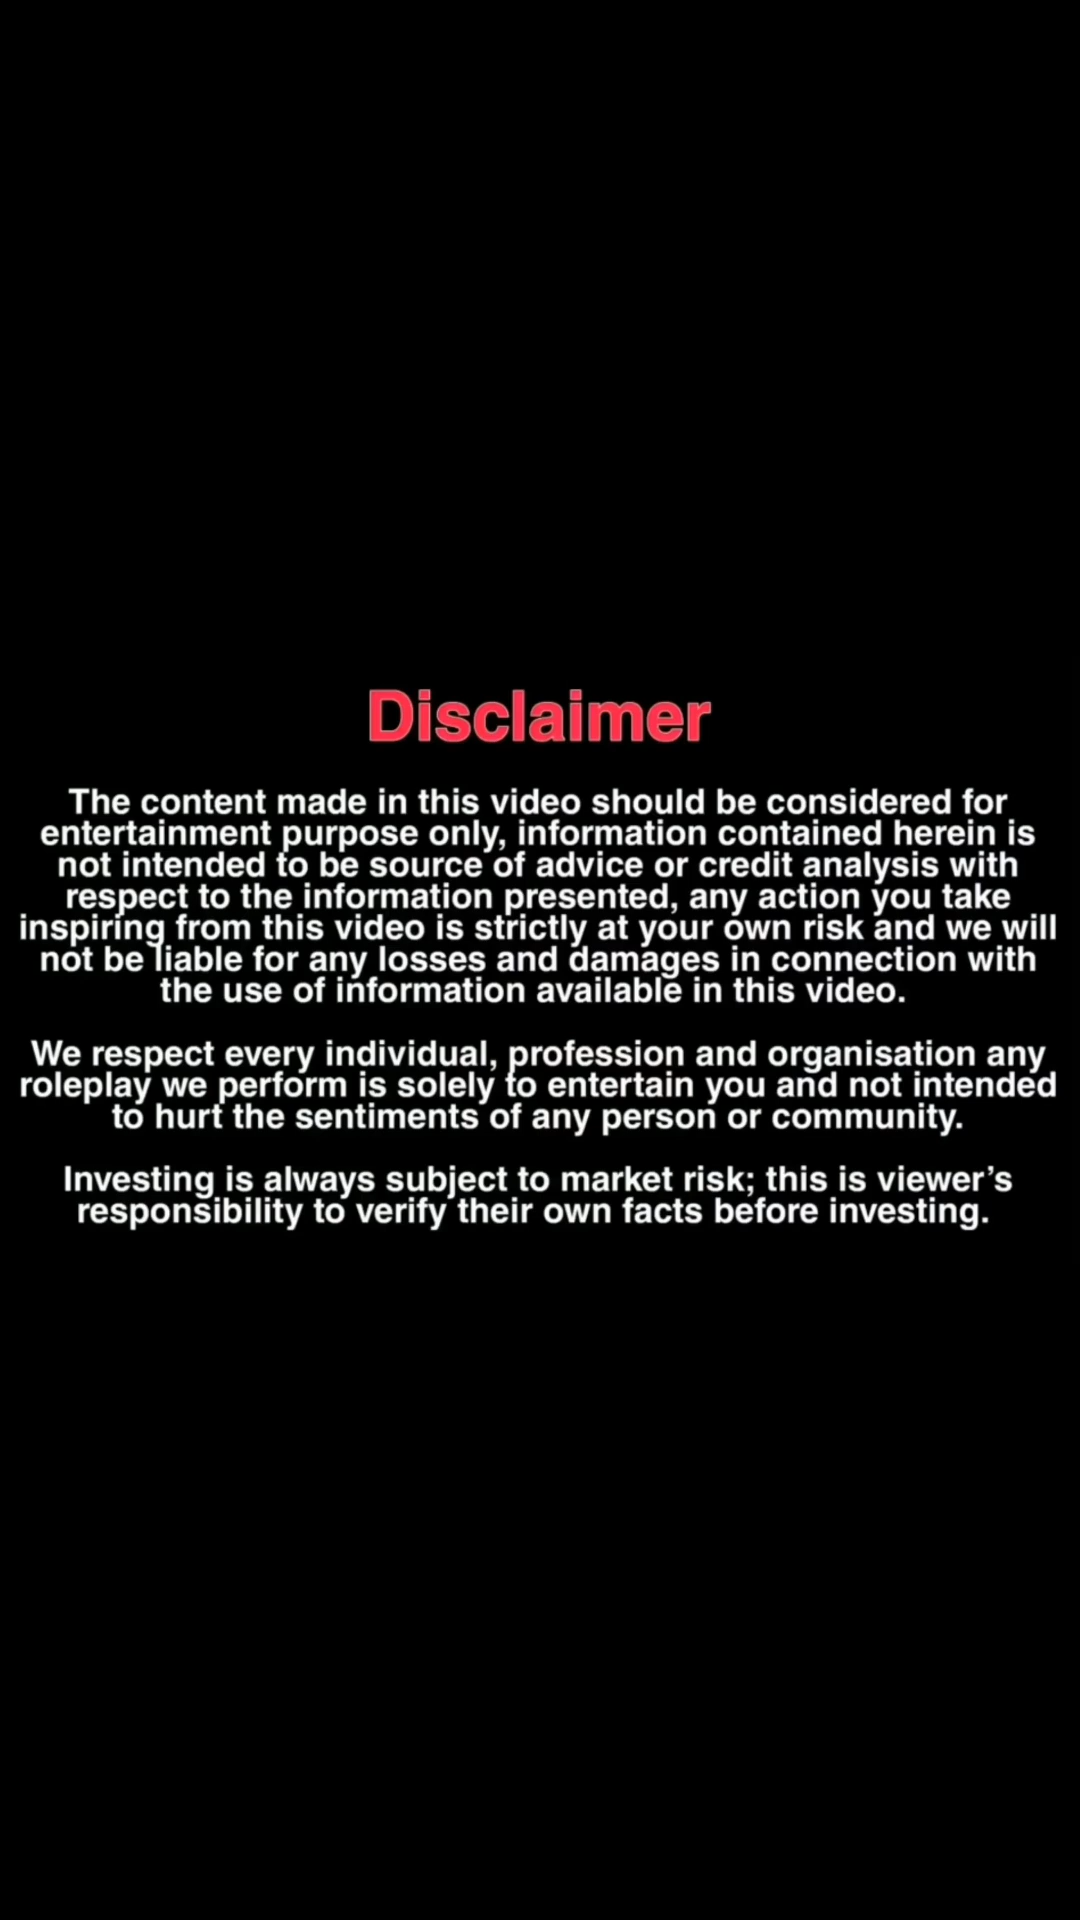 Disclaimer
The content made in this video should be considered for
entertainment purpose only, information contained herein is
not intended to be source of advice or credit analysis with
respect to the information presented, any action you take
inspiring from this video is strictly at your own risk and we will
not be liable for any losses and damages in connection with
the use of information available in this video.
We respect every individual, profession and organisation any
roleplay we perform is solely to entertain you and not intended
to hurt the sentiments of any person or community.
Investing is always subject to market risk; this is viewer’s
responsibility to verify their own facts before investing.